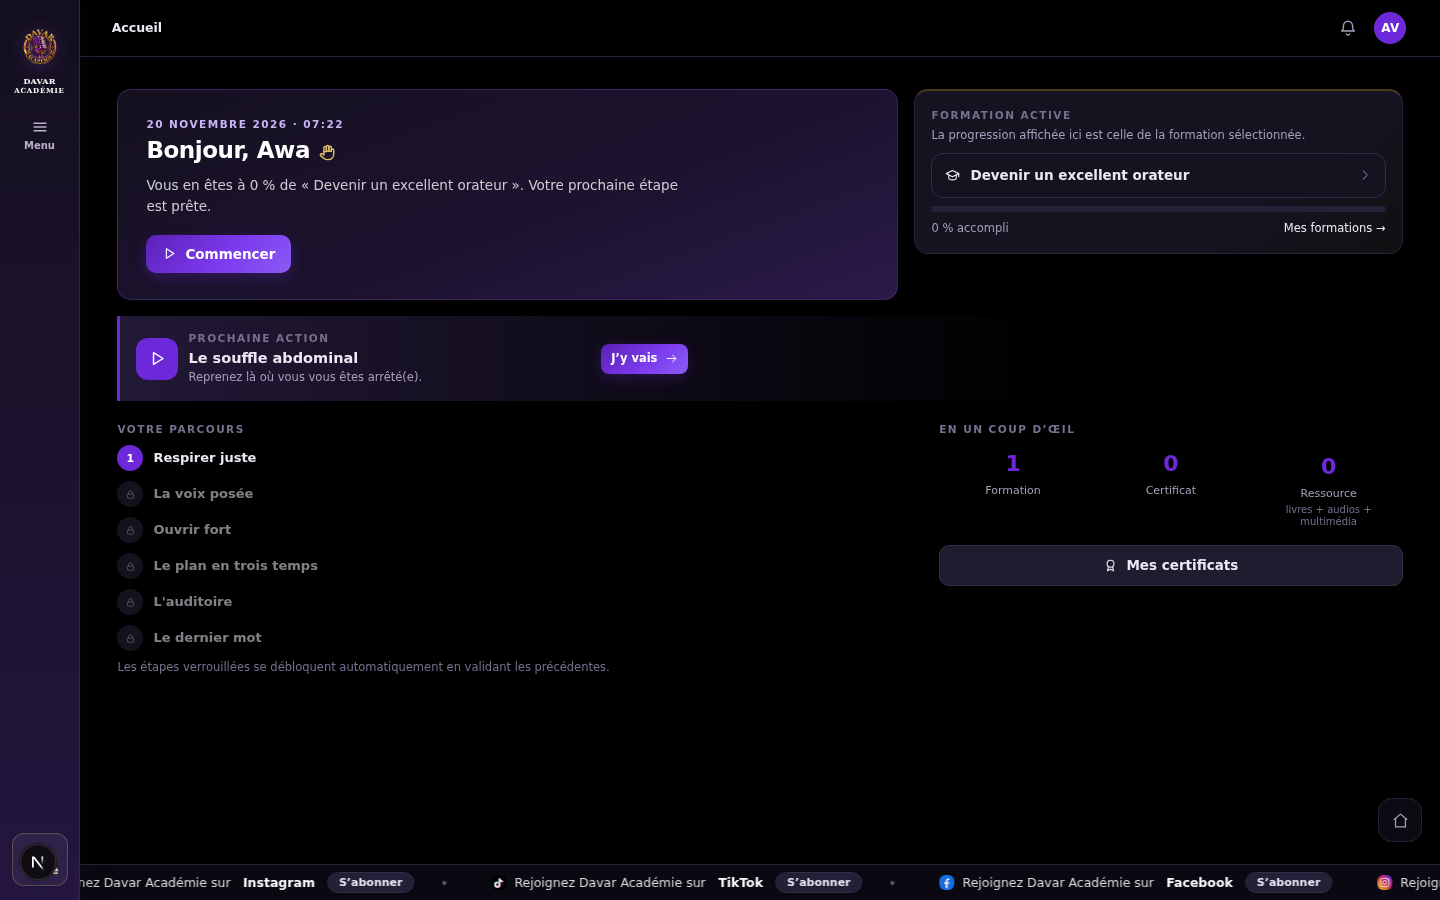 DAVAR
ACADÉMIE
Menu
Accueil
AV
20 NOVEMBRE 2026 · 07:22
Bonjour, Awa
Vous en êtes à 0 % de « Devenir un excellent orateur ». Votre prochaine étape
est prête.
Commencer
FORMATION ACTIVE
La progression affichée ici est celle de la formation sélectionnée.
Devenir un excellent orateur
0 % accompli
Mes formations →
PROCHAINE ACTION
Le souffle abdominal
Reprenez là où vous vous êtes arrêté(e).
J’y vais →
VOTRE PARCOURS
1 Respirer juste
La voix posée
Ouvrir fort
Le plan en trois temps
L'auditoire
Le dernier mot
Les étapes verrouillées se débloquent automatiquement en validant les précédentes.
EN UN COUP D’ŒIL
1
Formation
0
Certificat
0
Ressource
livres + audios +
multimédia
Mes certificats
N
nez Davar Académie sur Instagram S’abonner • Rejoignez Davar Académie sur TikTok S’abonner • Rejoignez Davar Académie sur Facebook S’abonner Rejoig